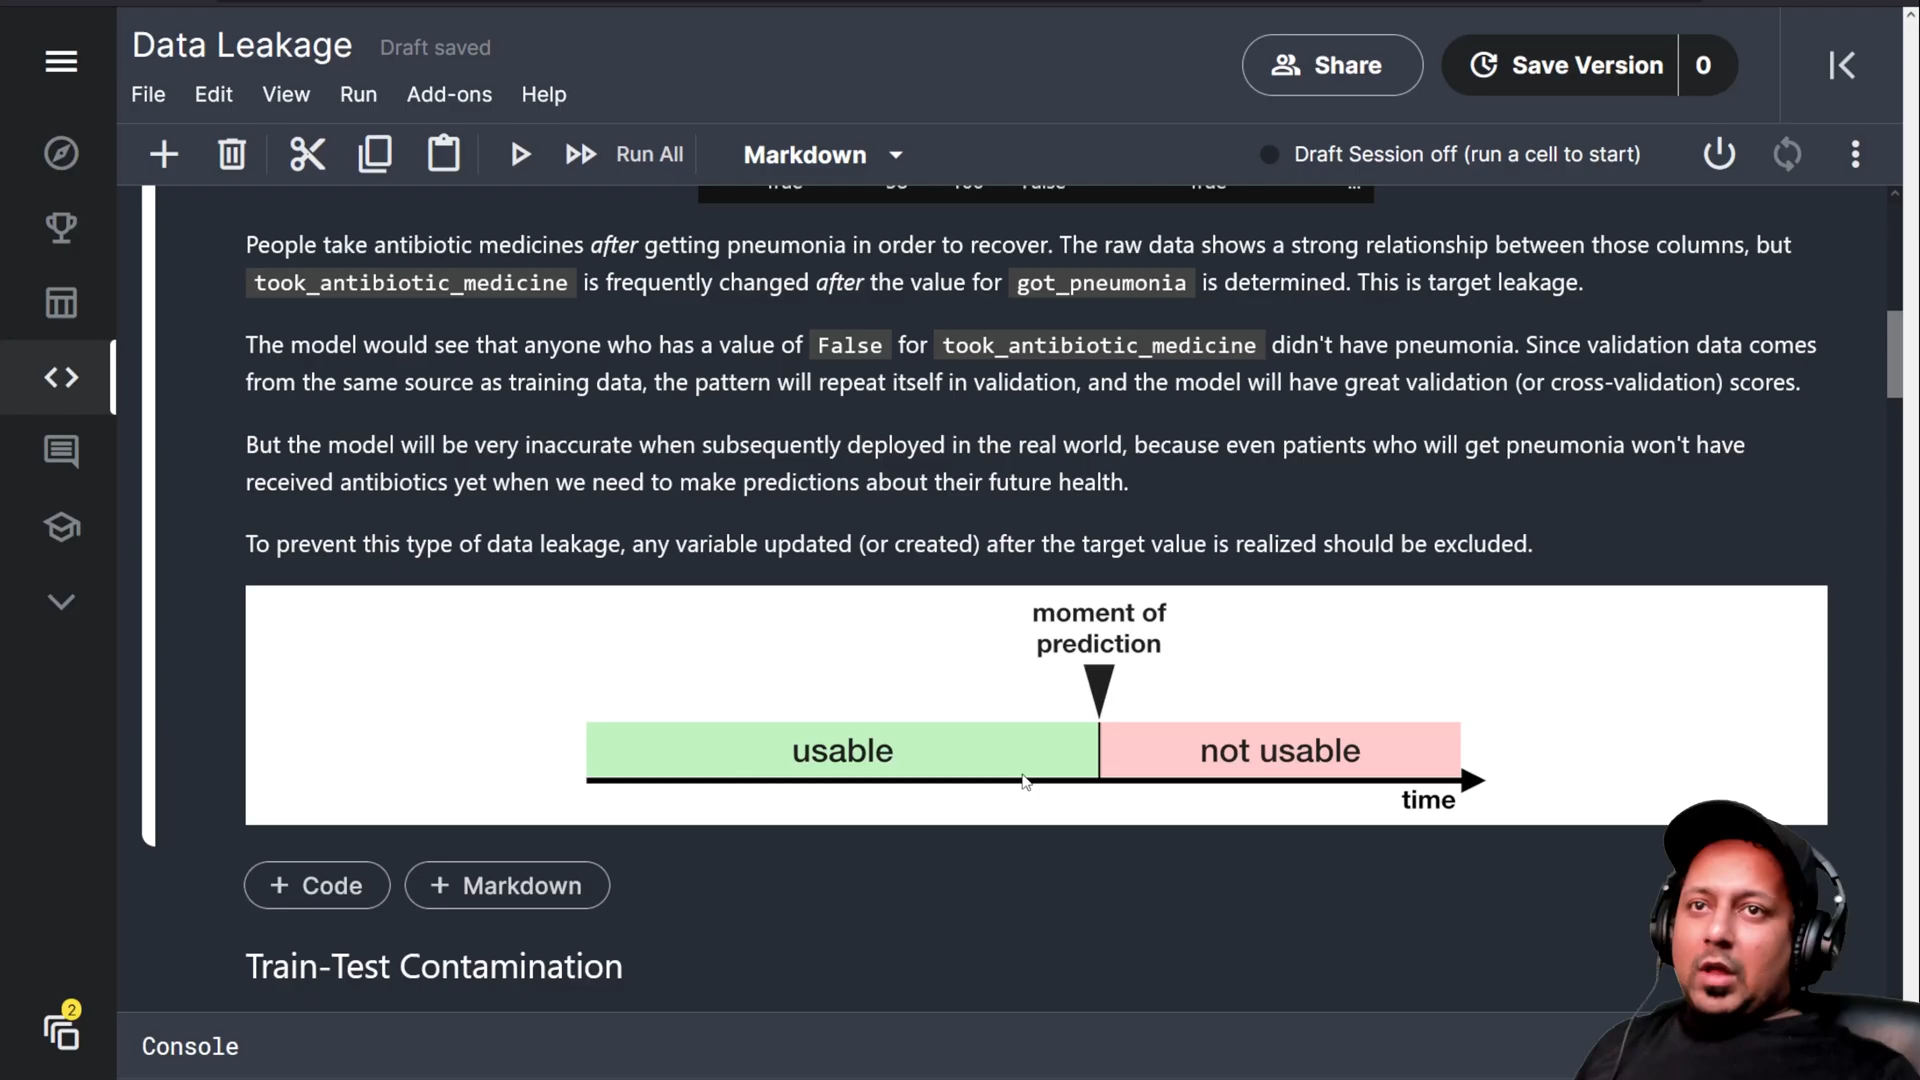 Data Leakage Draft saved
Share
Save Version 0
File Edit View Run Add-ons Help
Run All
Markdown
Draft Session off (run a cell to start)
People take antibiotic medicines after getting pneumonia in order to recover. The raw data shows a strong relationship between those columns, but
took_antibiotic_medicine is frequently changed after the value for got_pneumonia is determined. This is target leakage.
The model would see that anyone who has a value of False for took_antibiotic_medicine didn't have pneumonia. Since validation data comes
from the same source as training data, the pattern will repeat itself in validation, and the model will have great validation (or cross-validation) scores.
But the model will be very inaccurate when subsequently deployed in the real world, because even patients who will get pneumonia won't have
received antibiotics yet when we need to make predictions about their future health.
To prevent this type of data leakage, any variable updated (or created) after the target value is realized should be excluded.
moment of
prediction
usable
not usable
time
+ Code
+ Markdown
Train-Test Contamination
2
Console